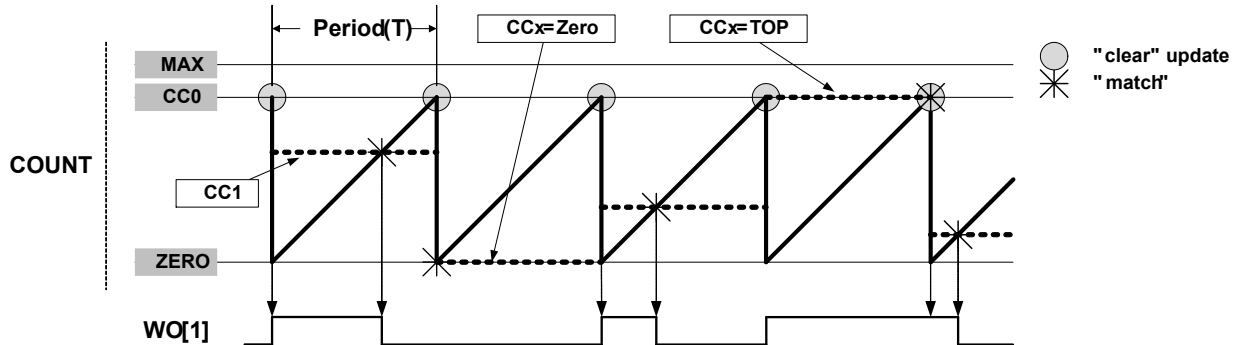 Period(T)
CCx=Zero
CCx=TOP
"clear" update
"match"
MAX
CC0
COUNT
CC1
ZERO
WO[1]